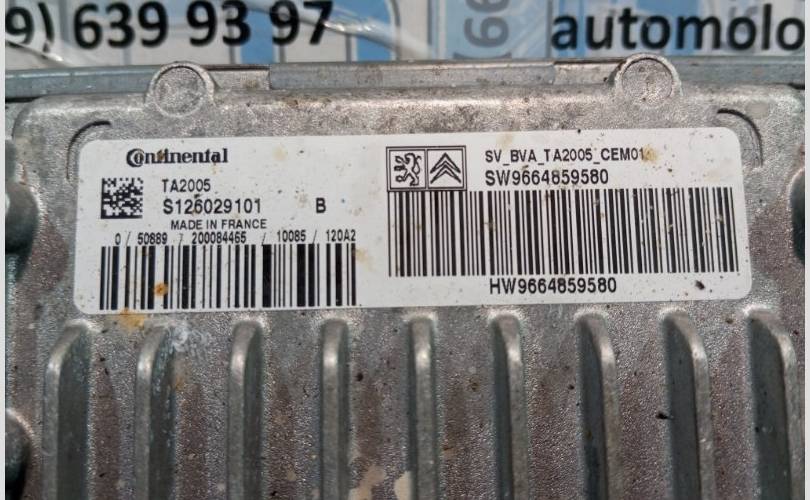 9) 639 93 97
(99
automolo
Continental
TA2005
S126029101 B
MADE IN FRANCE
0 / 50889 / 200084465 / 10085 / 120A2
SV_BVA_TA2005_CEM01
SW9664859580
HW9664859580